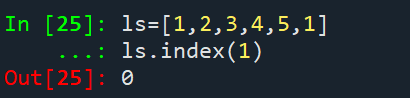 In [25]: ls=[1,2,3,4,5,1]
...: ls.index(1)
Out[25]: 0